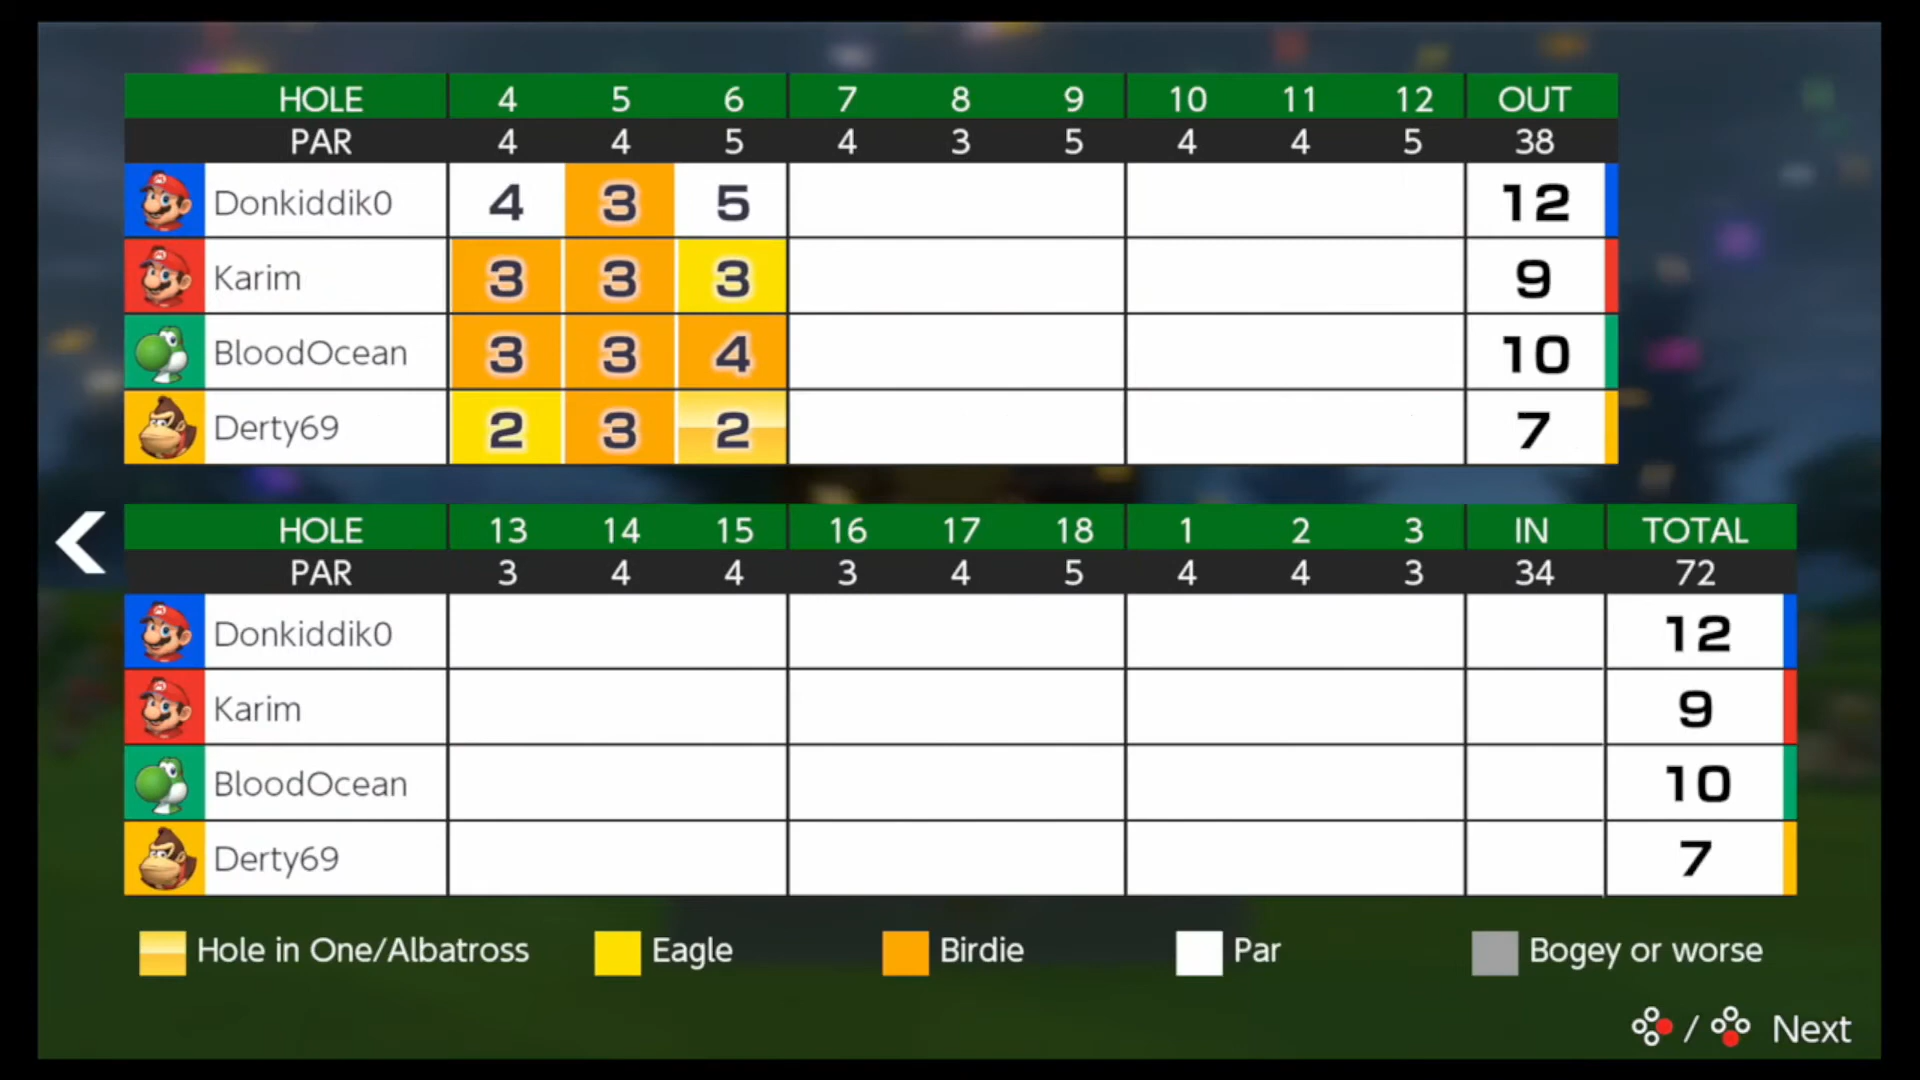 HOLE 4 5 6 7 8 9 10 11 12 OUT
PAR 4 4 5 4 3 5 4 4 5 38
Donkiddik0 4 3 5 12
Karim 3 3 3 9
BloodOcean 3 3 4 10
Derty69 2 3 2 7
HOLE 13 14 15 16 17 18 1 2 3 IN TOTAL
PAR 3 4 4 3 4 5 4 4 3 34 72
Donkiddik0 12
Karim 9
BloodOcean 10
Derty69 7
Hole in One/Albatross Eagle Birdie Par Bogey or worse
/ Next